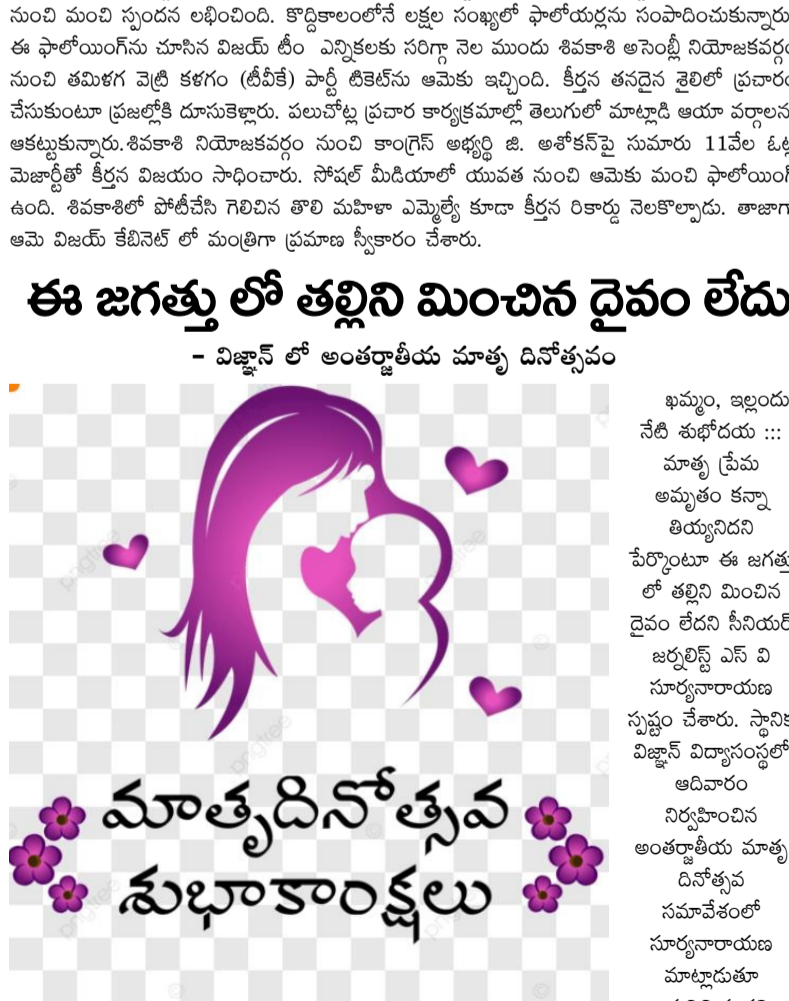 నుంచి మంచి స్పందన లభించింది. కొద్దికాలంలోనే లక్షల సంఖ్యలో ఫాలోయర్లను సంపాదించుకున్నారు
ఈ ఫాలోయింగ్‌ను చూసిన విజయ్ టీం ఎన్నికలకు సరిగ్గా నెల ముందు శివకాశి అసెంబ్లీ నియోజకవర్గం
నుంచి తమిళగ వెట్రి కళగం (టీవీకే) పార్టీ టికెట్‌ను ఆమెకు ఇచ్చింది. కీర్తన తనదైన శైలిలో ప్రచారం
చేసుకుంటూ ప్రజల్లోకి దూసుకెళ్లారు. పలుచోట్ల ప్రచార కార్యక్రమాల్లో తెలుగులో మాట్లాడి ఆయా
ఆకట్టుకున్నారు.శివకాశి నియోజకవర్గం నుంచి కాంగ్రెస్ అభ్యర్థి జి. అశోకన్‌పై సుమారు 11వేల
మెజార్టీతో కీర్తన విజయం సాధించారు. సోషల్ మీడియాలో యువత నుంచి ఆమెకు మంచి ఫాలోయింగ్
ఉంది. శివకాశిలో పోటీచేసి గెలిచిన తొలి మహిళా ఎమ్మెల్యే కూడా కీర్తన రికార్డు నెలకొల్పాడు. తాజాగా
ఆమె విజయ్ కేబినెట్ లో మంత్రిగా ప్రమాణ స్వీకారం చేశారు.
ఈ జగత్తు లో తల్లిని మించిన దైవం లేదు
- విజ్ఞాన్ లో అంతర్జాతీయ మాతృ దినోత్సవం
మాతృదినోత్సవ
శుభాకాంక్షలు
ఖమ్మం, ఇల్లందు
నేటి శుభోదయ :::
మాతృ ప్రేమ
అమృతం కన్నా
తియ్యనిదని
పేర్కొంటూ ఈ జగత్తు
లో తల్లిని మించిన
దైవం లేదని సీనియర్
జర్నలిస్ట్ ఎస్ వి
సూర్యనారాయణ
స్పష్టం చేశారు. స్థానిక
విజ్ఞాన్ విద్యాసంస్థలో
ఆదివారం
నిర్వహించిన
అంతర్జాతీయ మాతృ
దినోత్సవ
సమావేశంలో
సూర్యనారాయణ
మాట్లాడుతూ